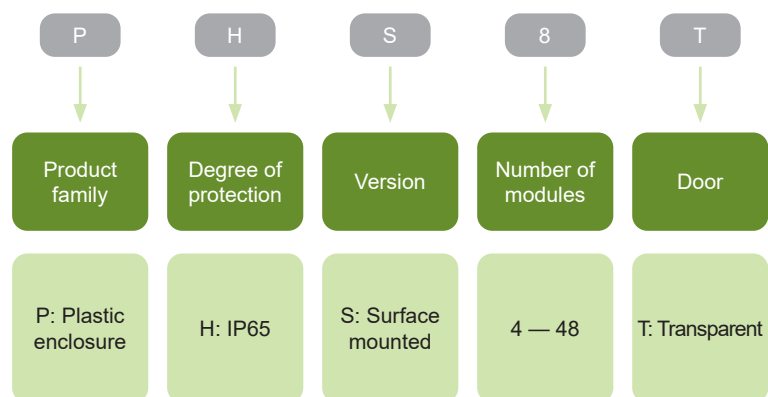 P H S 8 T
Product family
Degree of protection
Version
Number of modules
Door
P: Plastic enclosure
H: IP65
S: Surface mounted
4 — 48
T: Transparent